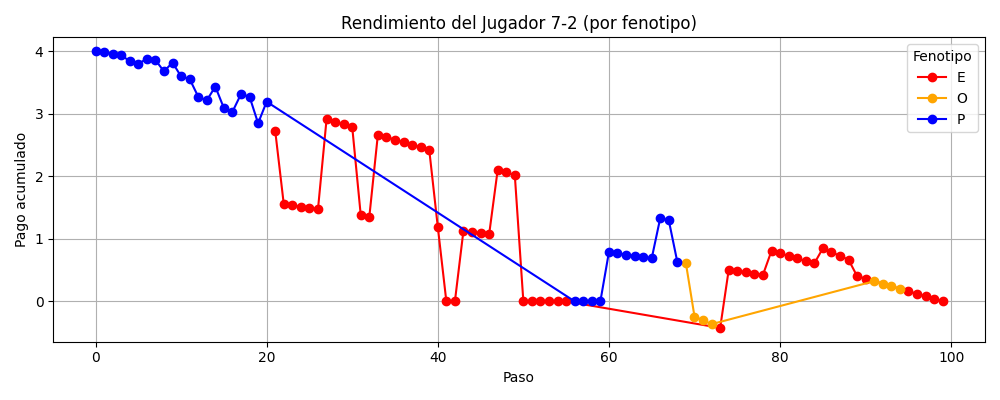 Rendimiento del Jugador 7-2 (por fenotipo)
Pago acumulado
4
3
2
1
0
Fenotipo
E
O
P
0 20 40 60 80 100
Paso